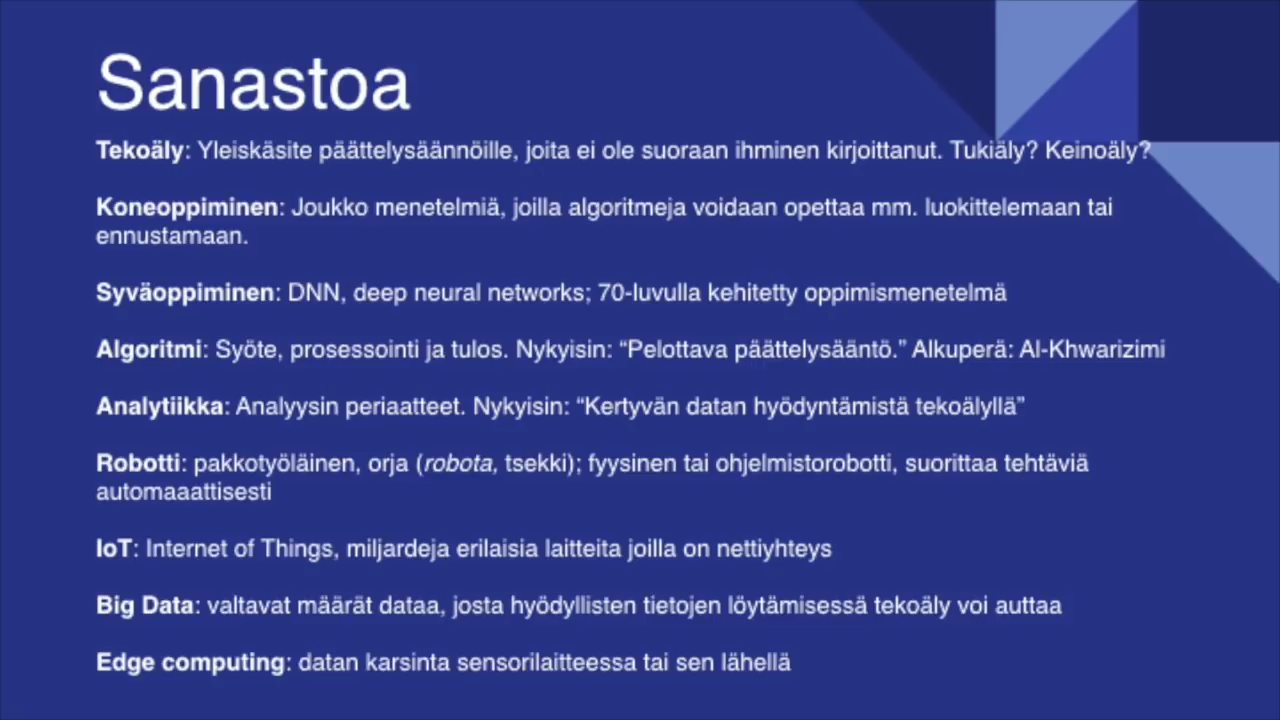 Sanastoa
Tekoäly: Yleiskäsite päättelysäännöille, joita ei ole suoraan ihminen kirjoittanut. Tukiäly? Keinoäly?
Koneoppiminen: Joukko menetelmiä, joilla algoritmeja voidaan opettaa mm. luokittelemaan tai
ennustamaan.
Syväoppiminen: DNN, deep neural networks; 70-luvulla kehitetty oppimismenetelmä
Algoritmi: Syöte, prosessointi ja tulos. Nykyisin: “Pelottava päättelysääntö.” Alkuperä: Al-Khwarizimi
Analytiikka: Analyysin periaatteet. Nykyisin: “Kertyvän datan hyödyntämistä tekoälyllä”
Robotti: pakkotyöläinen, orja (robota, tsekki); fyysinen tai ohjelmistorobotti, suorittaa tehtäviä
automaaattisesti
IoT: Internet of Things, miljardeja erilaisia laitteita joilla on nettiyhteys
Big Data: valtavat määrät dataa, josta hyödyllisten tietojen löytämisessä tekoäly voi auttaa
Edge computing: datan karsinta sensorilaitteessa tai sen lähellä